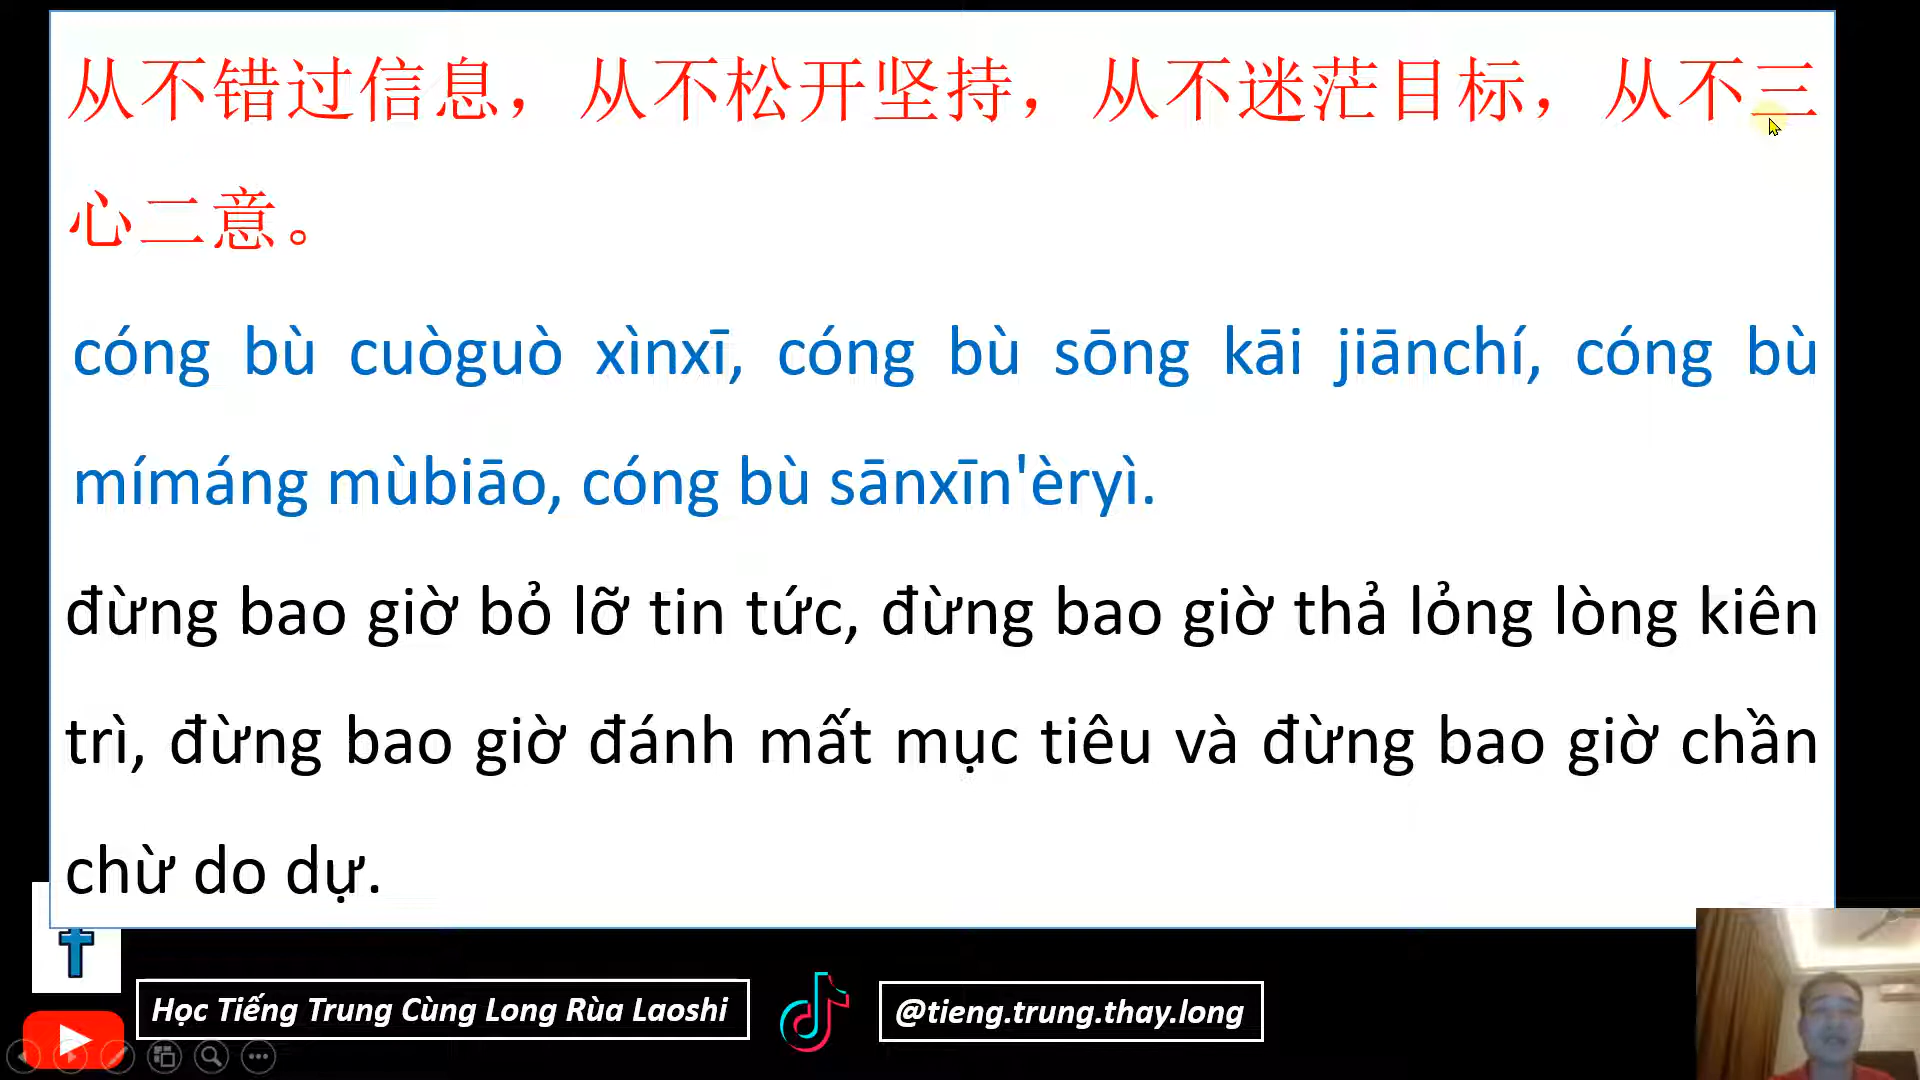 从不错过信息，从不松开坚持，从不迷茫目标，从不三
心二意。
cóng bù cuòguò xìnxī, cóng bù sōng kāi jiānchí, cóng bù
mímáng mùbiāo, cóng bù sānxīn'èryì.
đừng bao giờ bỏ lỡ tin tức, đừng bao giờ thả lỏng lòng kiên
trì, đừng bao giờ đánh mất mục tiêu và đừng bao giờ chần
chừ do dự.
Học Tiếng Trung Cùng Long Rùa Laoshi
@tieng.trung.thay.long